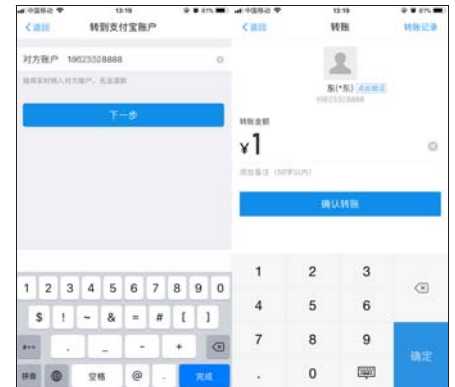 中国移动
13:19
81%
返回
转到支付宝账户
对方账户
钱将实时转入对方账户，无法退款
下一步
1 2 3 4 5 6 7 8 9 0
$ ! ~ & = # [ ]
#+= . _ - +
拼音 空格 @ . 完成
中国移动
13:19
81%
返回
转账
转账记录
东(*东) 点此验证
转账金额
¥1
添加备注（50字以内）
确认转账
1 2 3
4 5 6
7 8 9
. 0
确定